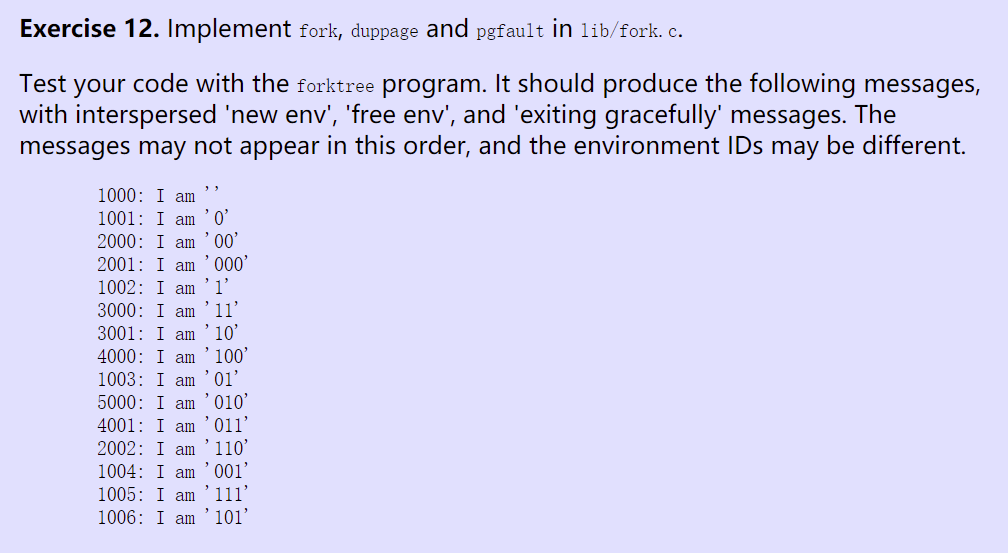 Exercise 12. Implement fork, duppage and pgfault in lib/fork.c.
Test your code with the forktree program. It should produce the following messages,
with interspersed 'new env', 'free env', and 'exiting gracefully' messages. The
messages may not appear in this order, and the environment IDs may be different.
1000: I am ''
1001: I am '0'
2000: I am '00'
2001: I am '000'
1002: I am '1'
3000: I am '11'
3001: I am '10'
4000: I am '100'
1003: I am '01'
5000: I am '010'
4001: I am '011'
2002: I am '110'
1004: I am '001'
1005: I am '111'
1006: I am '101'